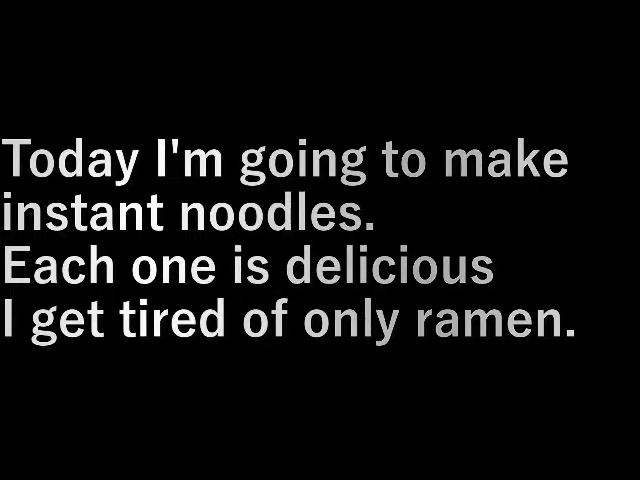 Today I'm going to make
instant noodles.
Each one is delicious
I get tired of only ramen.